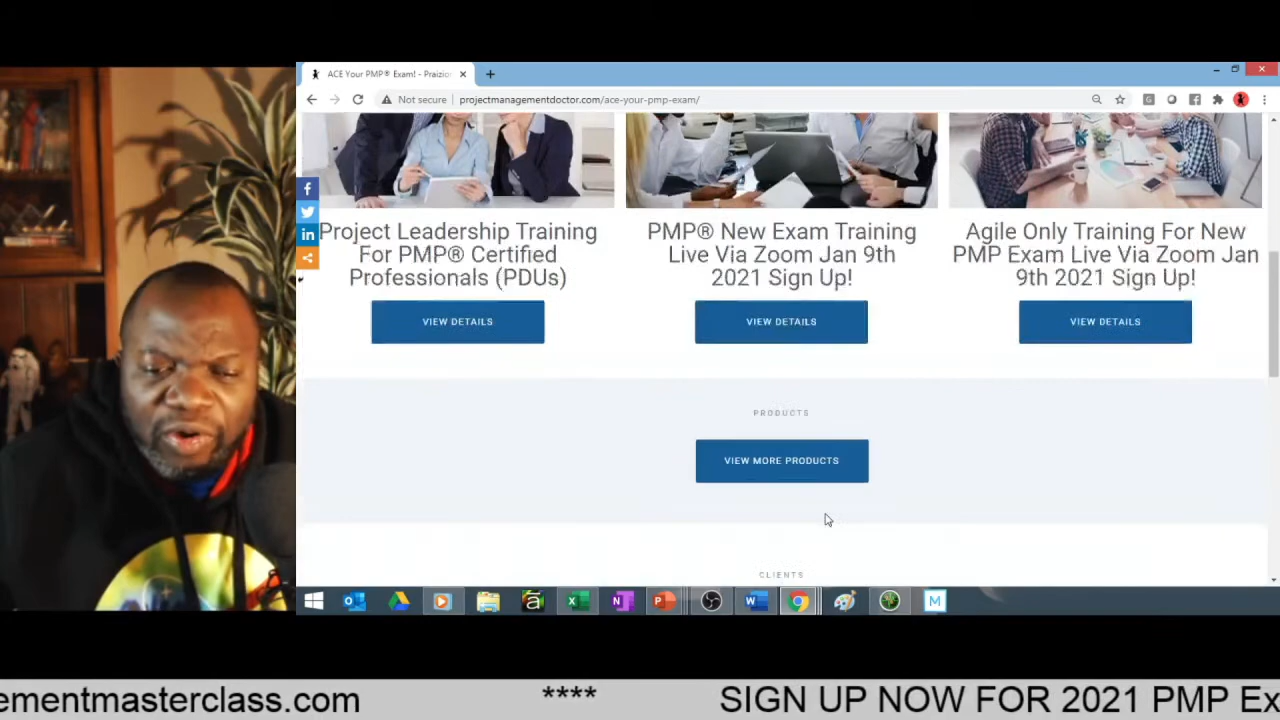 ACE Your PMP® Exam! - Praizio
Not secure
projectmanagementdoctor.com/ace-your-pmp-exam/
Project Leadership Training
For PMP® Certified
Professionals (PDUs)
VIEW DETAILS
PMP® New Exam Training
Live Via Zoom Jan 9th
2021 Sign Up!
VIEW DETAILS
Agile Only Training For New
PMP Exam Live Via Zoom Jan
9th 2021 Sign Up!
VIEW DETAILS
PRODUCTS
VIEW MORE PRODUCTS
CLIENTS
ementmasterclass.com **** SIGN UP NOW FOR 2021 PMP Ex